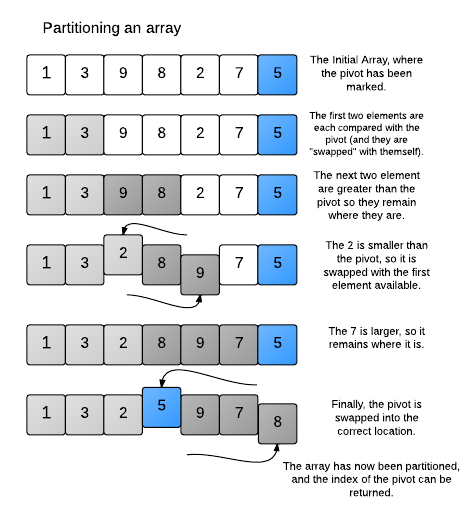 Partitioning an array
1 3 9 8 2 7 5
The Initial Array, where
the pivot has been
marked.
1 3 9 8 2 7 5
The first two elements are
each compared with the
pivot (and they are
"swapped" with themself).
1 3 9 8 2 7 5
The next two element
are greater than the
pivot so they remain
where they are.
1 3 2 8 9 7 5
The 2 is smaller than
the pivot, so it is
swapped with the first
element available.
1 3 2 8 9 7 5
The 7 is larger, so it
remains where it is.
1 3 2 5 9 7 8
Finally, the pivot is
swapped into the
correct location.
The array has now been partitioned,
and the index of the pivot can be
returned.